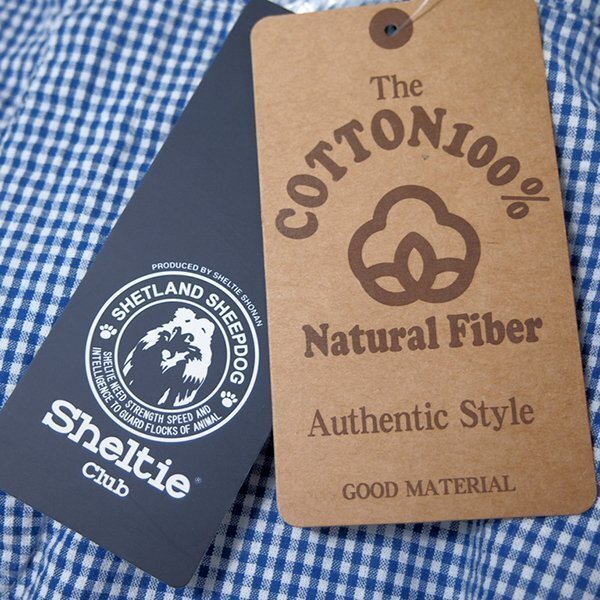 PRODUCED BY SHELTIE SHONAN
SHETLAND SHEEPDOG
SHELTIE NEED STRENGTH SPEED AND
INTELLIGENCE TO GUARD FLOCKS OF ANIMAL
Sheltie®
Club
The
COTTON100%
Natural Fiber
Authentic Style
GOOD MATERIAL